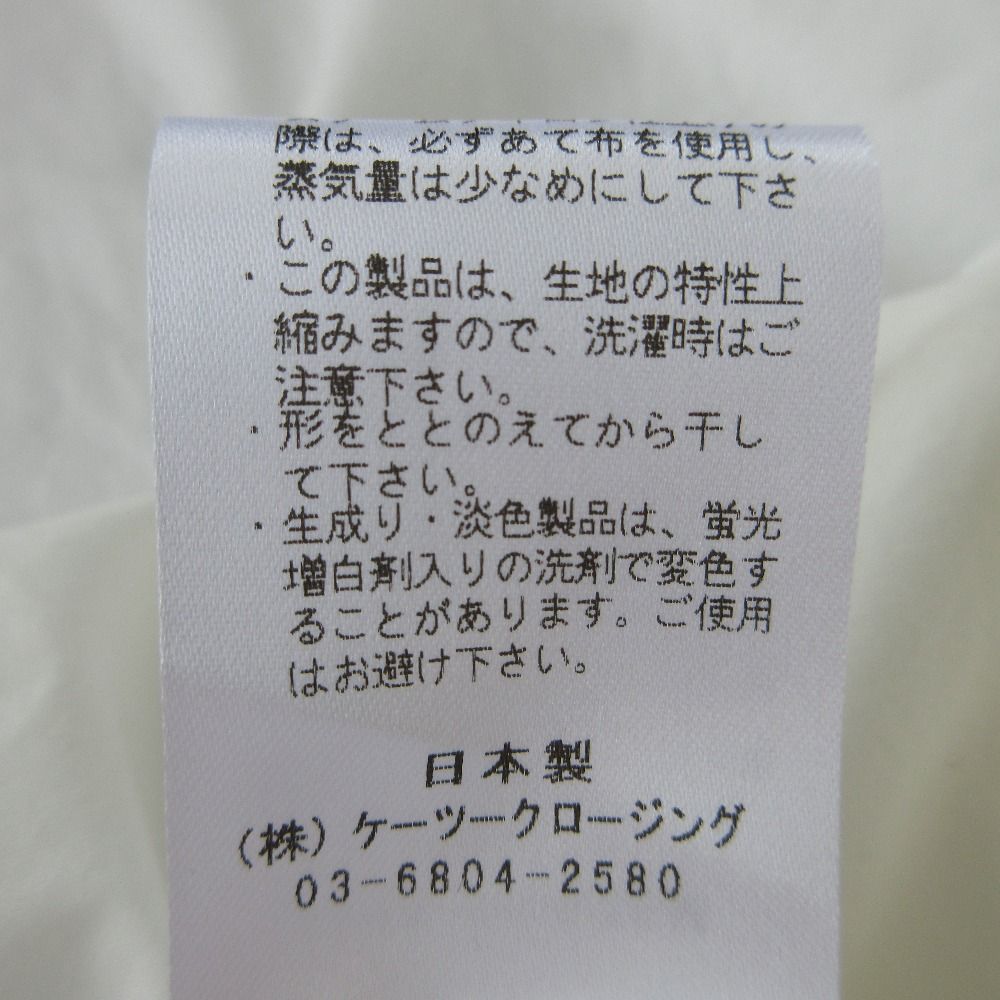 際は、必ずあて布を使用し、
蒸気量は少なめにして下さ
い。
・この製品は、生地の特性上
縮みますので、洗濯時はご
注意下さい。
・形をととのえてから干し
て下さい。
・生成り・淡色製品は、蛍光
増白剤入りの洗剤で変色す
ることがあります。ご使用
はお避け下さい。
日本製
(株)ケーツークロージング
03-6804-2580